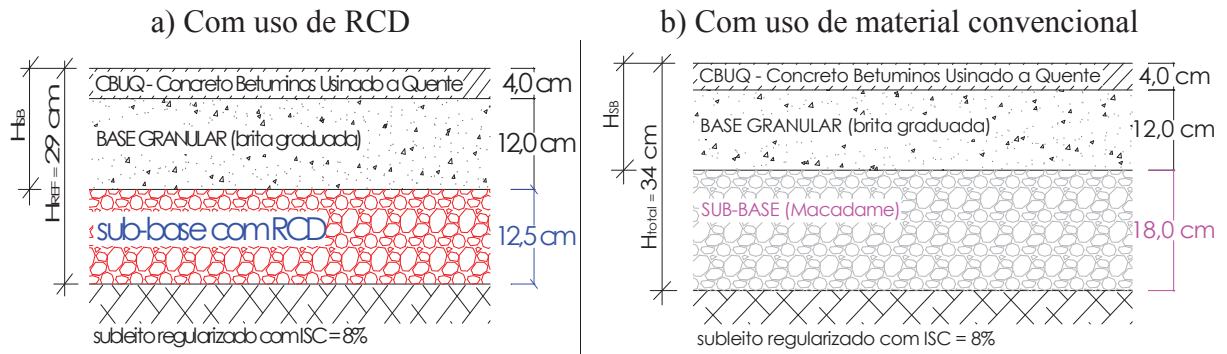 a) Com uso de RCD
HSB
HREF = 29 cm
CBUQ - Concreto Betuminos Usinado a Quente
4,0 cm
BASE GRANULAR (brita graduada)
12,0 cm
sub-base com RCD
12,5 cm
subleito regularizado com ISC = 8%
b) Com uso de material convencional
HSB
Htotal = 34 cm
CBUQ - Concreto Betuminos Usinado a Quente
4,0 cm
BASE GRANULAR (brita graduada)
12,0 cm
SUB-BASE (Macadame)
18,0 cm
subleito regularizado com ISC = 8%